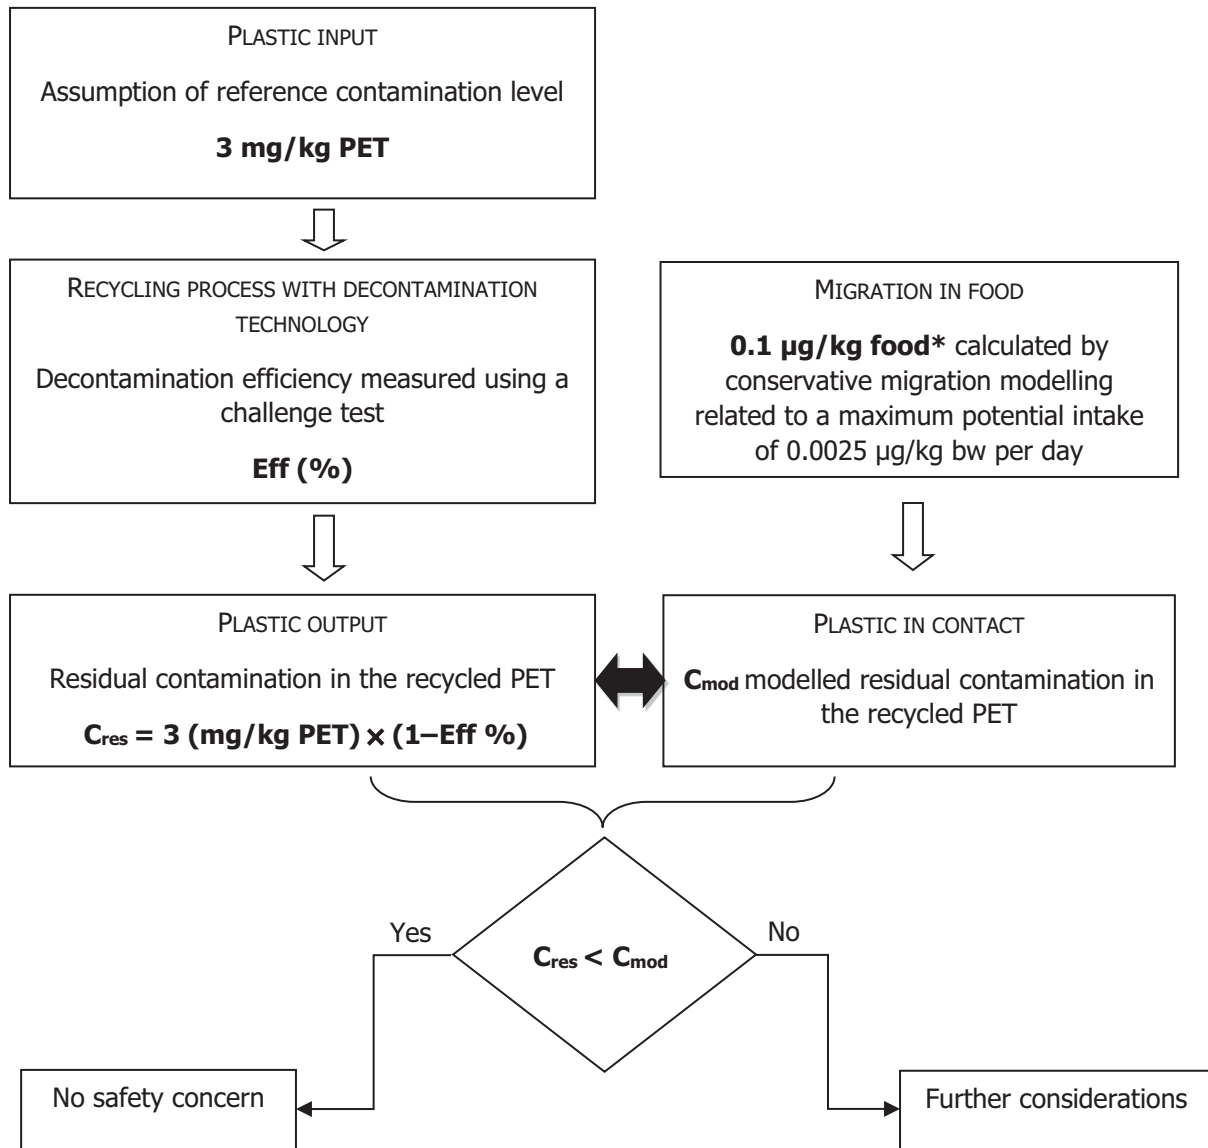 PLASTIC INPUT
Assumption of reference contamination level
3 mg/kg PET
RECYCLING PROCESS WITH DECONTAMINATION
TECHNOLOGY
Decontamination efficiency measured using a
challenge test
Eff (%)
MIGRATION IN FOOD
0.1 µg/kg food* calculated by
conservative migration modelling
related to a maximum potential intake
of 0.0025 µg/kg bw per day
PLASTIC OUTPUT
Residual contamination in the recycled PET
Cres = 3 (mg/kg PET) × (1–Eff %)
PLASTIC IN CONTACT
Cmod modelled residual contamination in
the recycled PET
Yes
No
Cres < Cmod
No safety concern
Further considerations